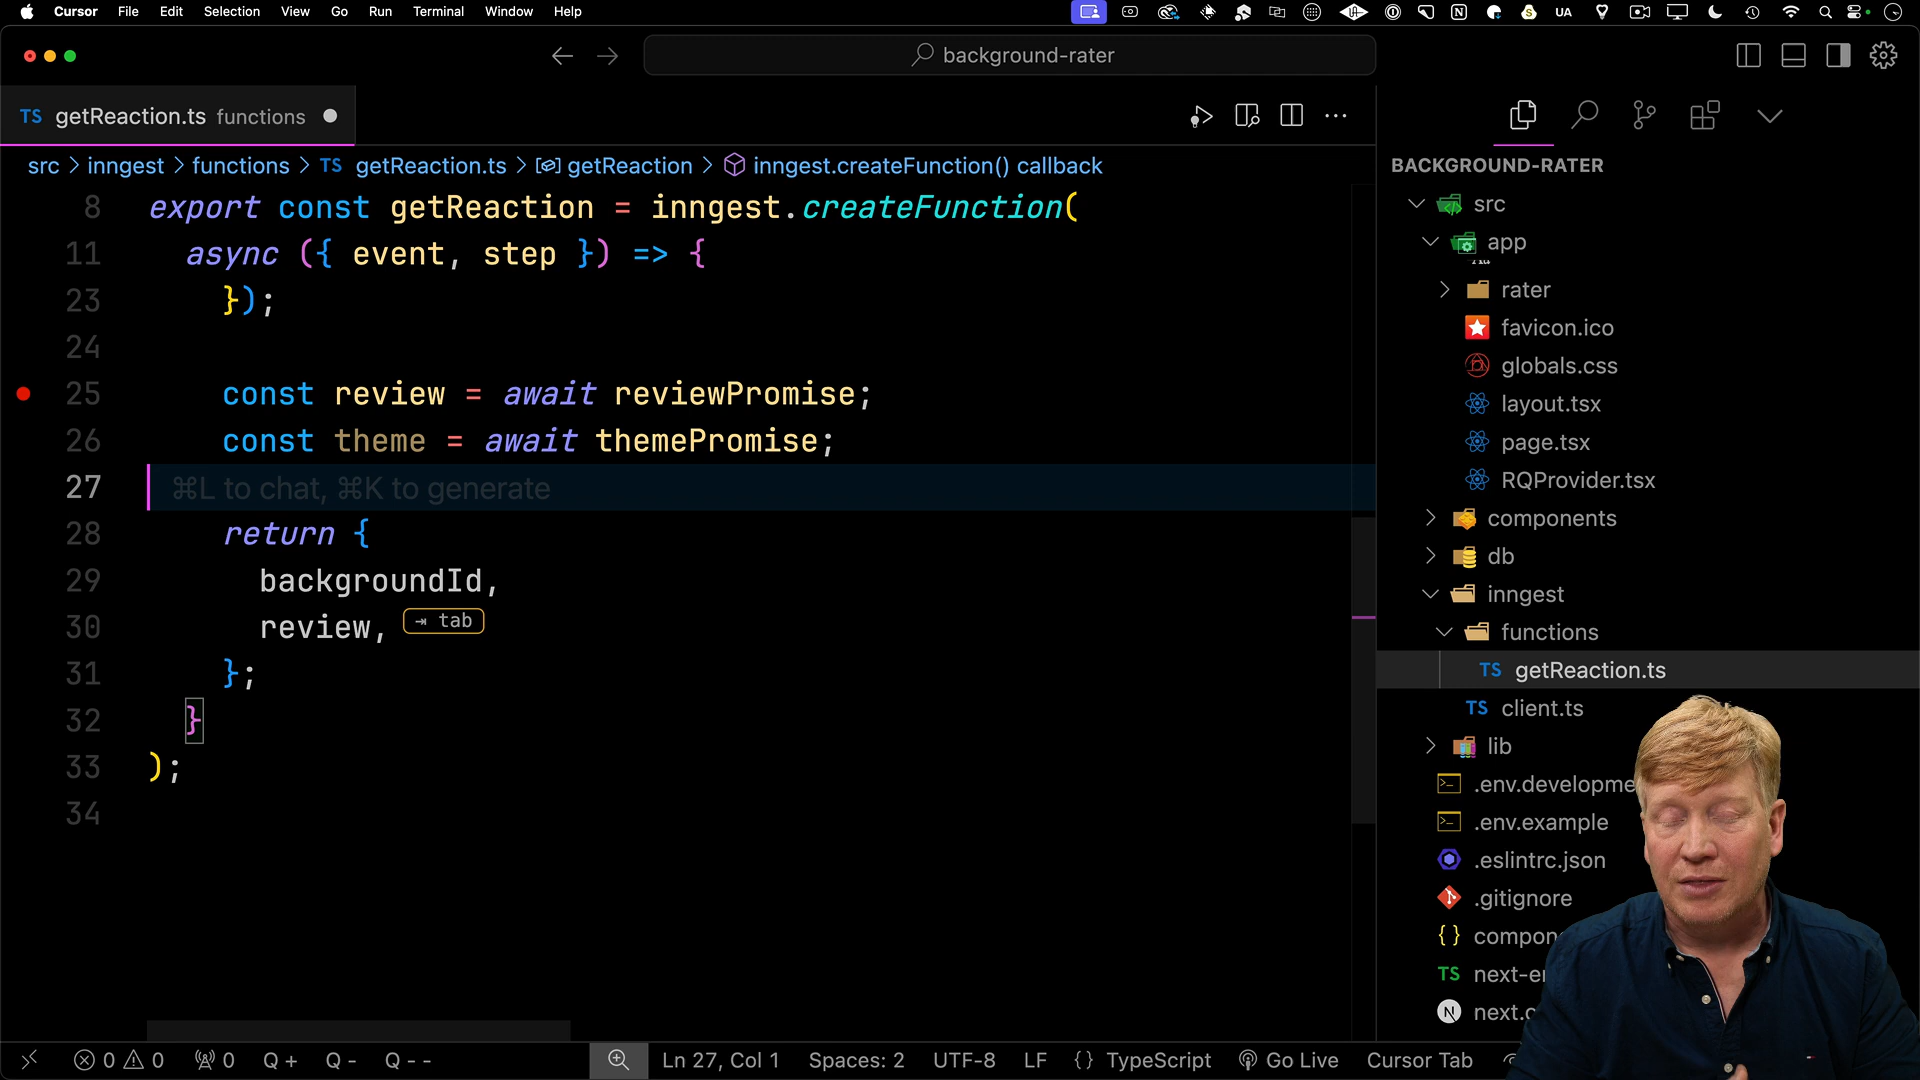 Cursor File Edit Selection View Go Run Terminal Window Help UA
background-rater
TS getReaction.ts functions
src > inngest > functions > TS getReaction.ts > getReaction > inngest.createFunction() callback
8 export const getReaction = inngest.createFunction(
11 async ({ event, step }) => {
23 });
24
25 const review = await reviewPromise;
26 const theme = await themePromise;
27 ⌘L to chat, ⌘K to generate
28 return {
29 backgroundId,
30 review, ⇥ tab
31 };
32 }
33 );
34
BACKGROUND-RATER
src
app
rater
favicon.ico
globals.css
layout.tsx
page.tsx
RQProvider.tsx
components
db
inngest
functions
TS getReaction.ts
TS client.ts
lib
.env.developme
.env.example
.eslintrc.json
.gitignore
{ } compon
TS next-e
N next.c
0 0 0 Q + Q - Q -- Ln 27, Col 1 Spaces: 2 UTF-8 LF {} TypeScript Go Live Cursor Tab